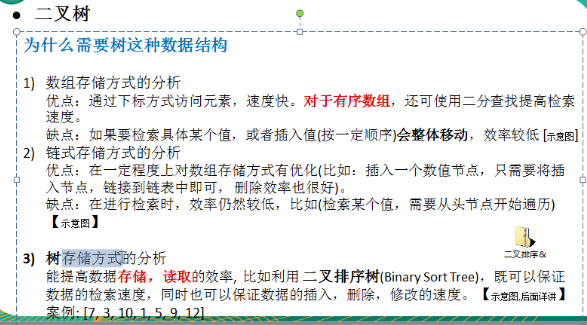 ● 二叉树
为什么需要树这种数据结构
1) 数组存储方式的分析
优点：通过下标方式访问元素，速度快。对于有序数组，还可使用二分查找提高检索
速度。
缺点：如果要检索具体某个值，或者插入值(按一定顺序)会整体移动，效率较低 [示意图]
2) 链式存储方式的分析
优点：在一定程度上对数组存储方式有优化(比如：插入一个数值节点，只需要将插
入节点，链接到链表中即可， 删除效率也很好)。
缺点：在进行检索时，效率仍然较低，比如(检索某个值，需要从头节点开始遍历)
【示意图】
二叉排序&
3) 树存储方式的分析
能提高数据存储，读取的效率, 比如利用 二叉排序树(Binary Sort Tree)，既可以保证
数据的检索速度，同时也可以保证数据的插入，删除，修改的速度。【示意图,后面详讲】
案例: [7, 3, 10, 1, 5, 9, 12]